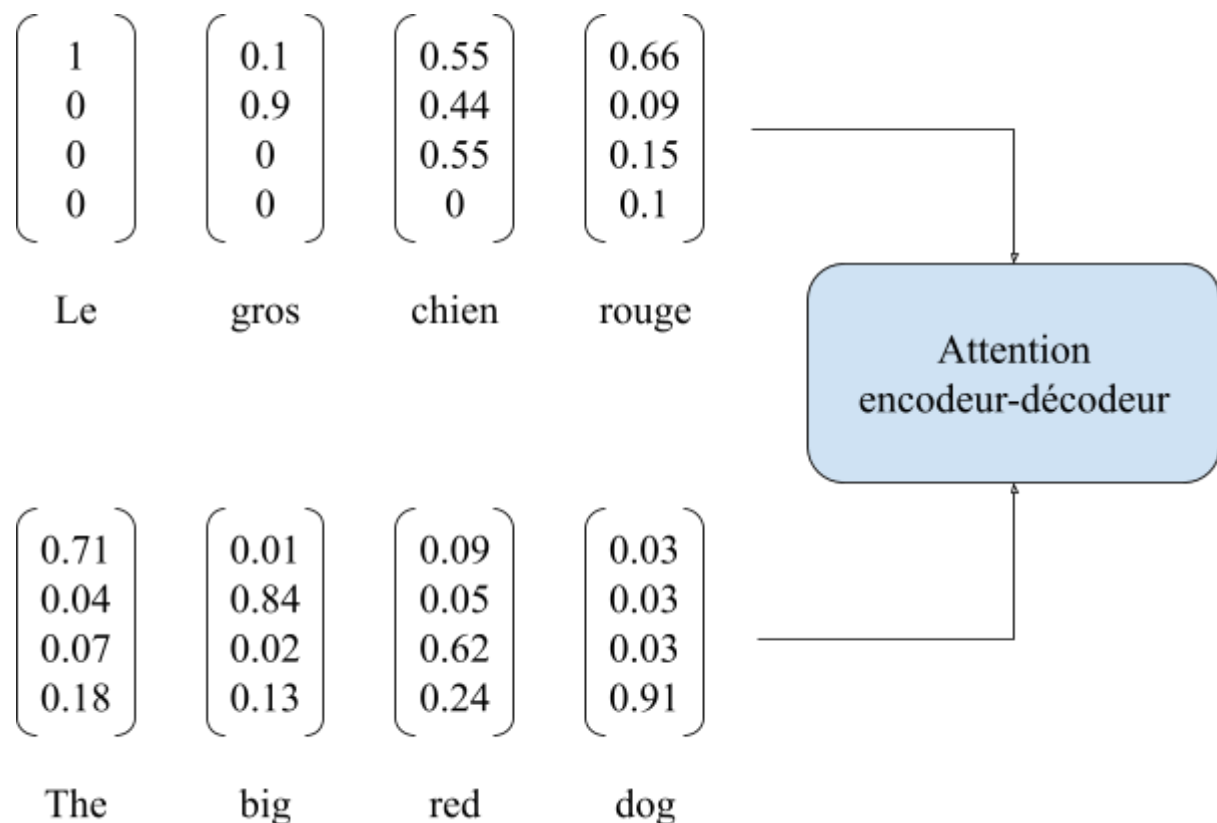 1 0.1 0.55 0.66
0 0.9 0.44 0.09
0 0 0.55 0.15
0 0 0 0.1
Le gros chien rouge
Attention
encodeur-décodeur
0.71 0.01 0.09 0.03
0.04 0.84 0.05 0.03
0.07 0.02 0.62 0.03
0.18 0.13 0.24 0.91
The big red dog